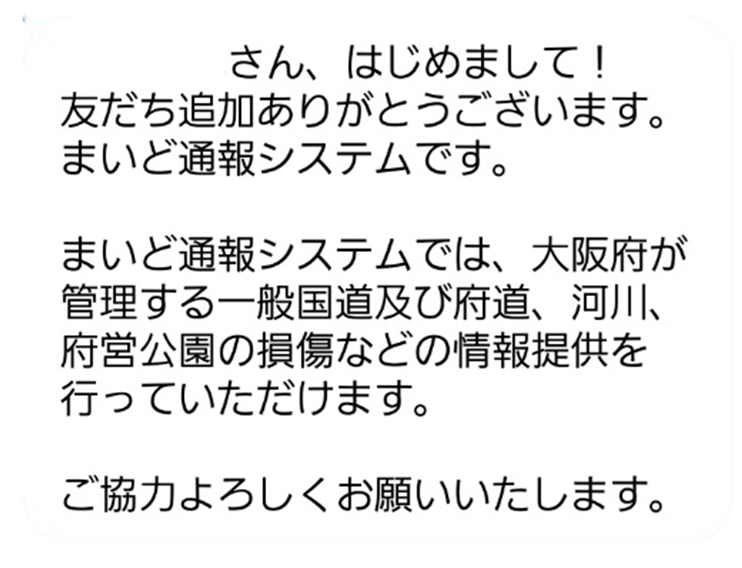 さん、はじめまして！
友だち追加ありがとうございます。
まいど通報システムです。
まいど通報システムでは、大阪府が
管理する一般国道及び府道、河川、
府営公園の損傷などの情報提供を
行っていただけます。
ご協力よろしくお願いいたします。